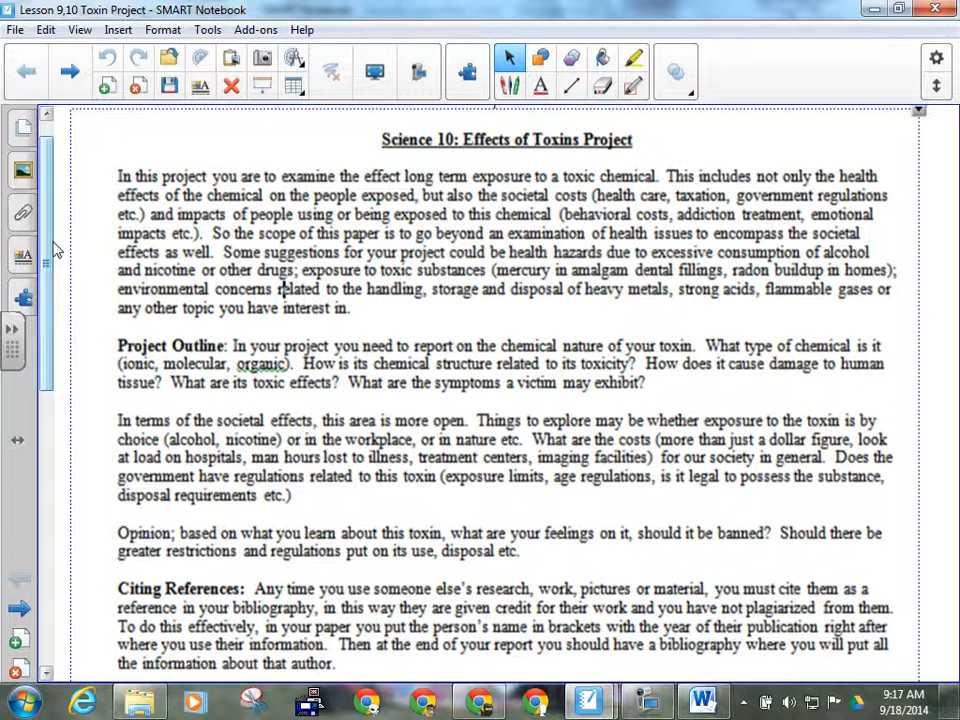 Lesson 9,10 Toxin Project - SMART Notebook
File Edit View Insert Format Tools Add-ons Help
Science 10: Effects of Toxins Project
In this project you are to examine the effect long term exposure to a toxic chemical. This includes not only the health
effects of the chemical on the people exposed, but also the societal costs (health care, taxation, government regulations
etc.) and impacts of people using or being exposed to this chemical (behavioral costs, addiction treatment, emotional
impacts etc.). So the scope of this paper is to go beyond an examination of health issues to encompass the societal
effects as well. Some suggestions for your project could be health hazards due to excessive consumption of alcohol
and nicotine or other drugs; exposure to toxic substances (mercury in amalgam dental fillings, radon buildup in homes);
environmental concerns related to the handling, storage and disposal of heavy metals, strong acids, flammable gases or
any other topic you have interest in.
Project Outline: In your project you need to report on the chemical nature of your toxin. What type of chemical is it
(ionic, molecular, organic). How is its chemical structure related to its toxicity? How does it cause damage to human
tissue? What are its toxic effects? What are the symptoms a victim may exhibit?
In terms of the societal effects, this area is more open. Things to explore may be whether exposure to the toxin is by
choice (alcohol, nicotine) or in the workplace, or in nature etc. What are the costs (more than just a dollar figure, look
at load on hospitals, man hours lost to illness, treatment centers, imaging facilities) for our society in general. Does the
government have regulations related to this toxin (exposure limits, age regulations, is it legal to possess the substance,
disposal requirements etc.)
Opinion; based on what you learn about this toxin, what are your feelings on it, should it be banned? Should there be
greater restrictions and regulations put on its use, disposal etc.
Citing References: Any time you use someone else's research, work, pictures or material, you must cite them as a
reference in your bibliography, in this way they are given credit for their work and you have not plagiarized from them.
To do this effectively, in your paper you put the person's name in brackets with the year of their publication right after
where you use their information. Then at the end of your report you should have a bibliography where you will put all
the information about that author.
9:17 AM
9/18/2014